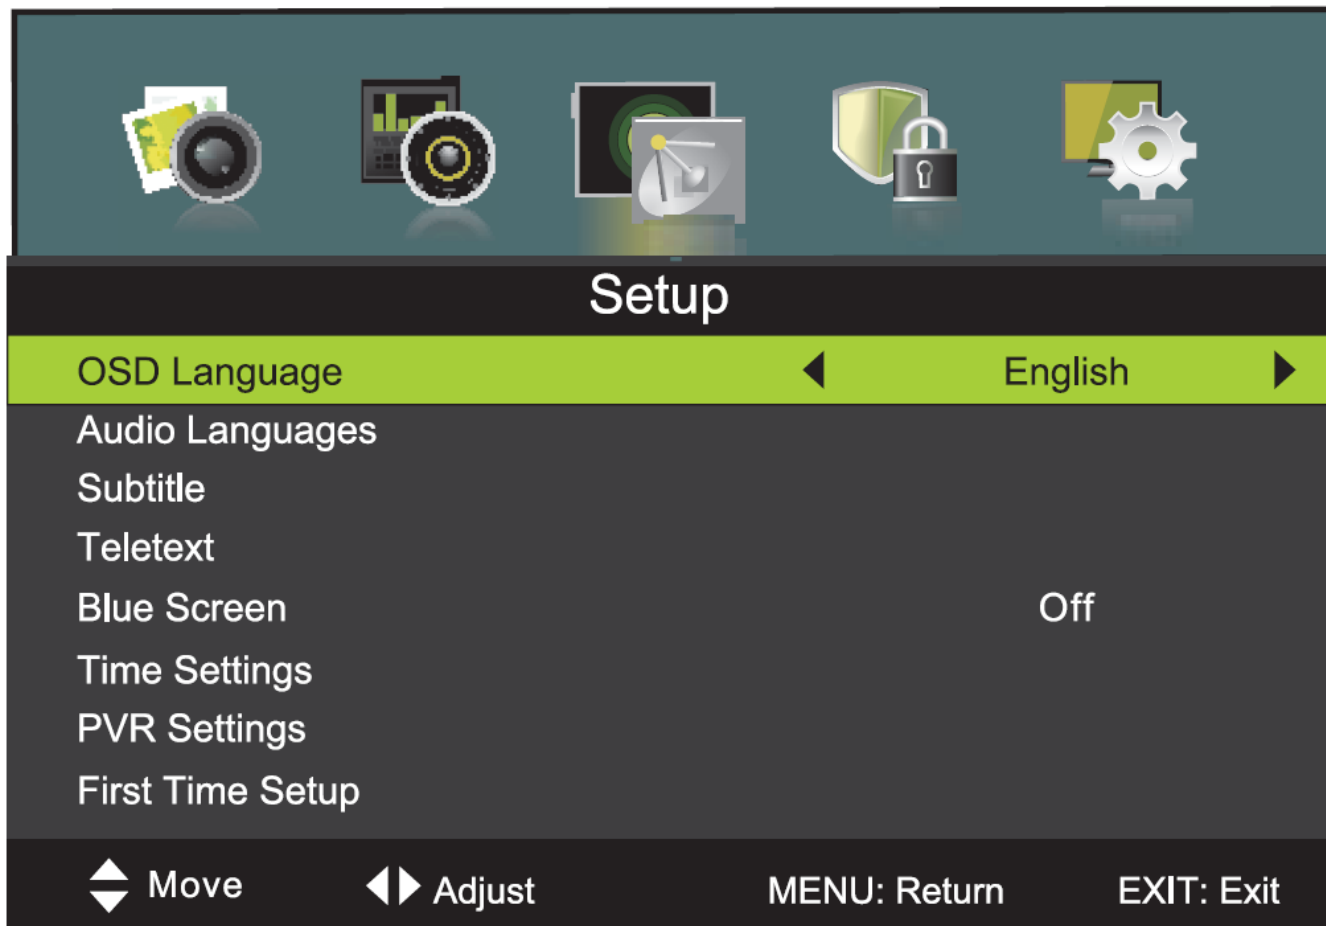 Setup
OSD Language English
Audio Languages
Subtitle
Teletext
Blue Screen Off
Time Settings
PVR Settings
First Time Setup
Move Adjust MENU: Return EXIT: Exit